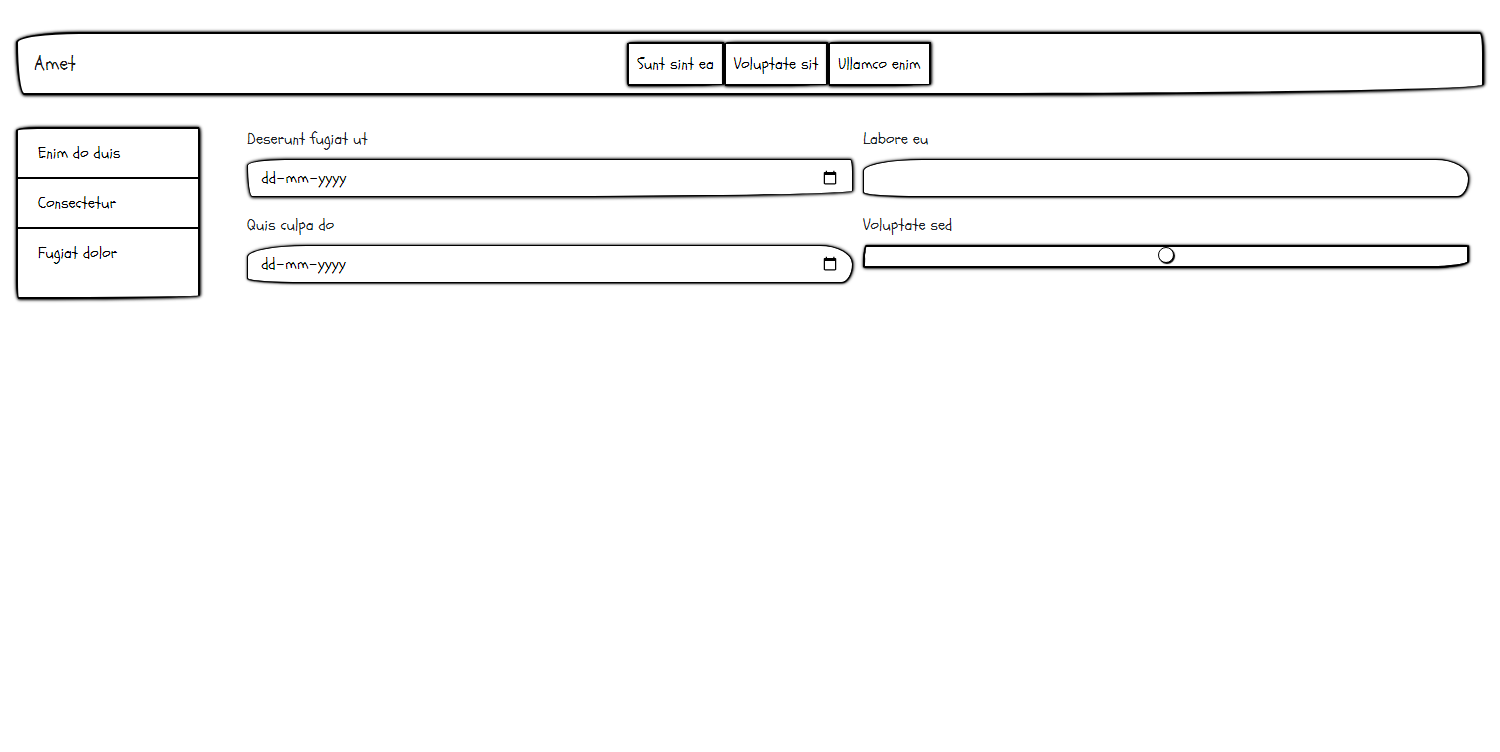 Amet
Sunt sint ea
Voluptate sit
Ullamco enim
Enim do duis
Consectetur
Fugiat dolor
Deserunt fugiat ut
dd-mm-yyyy
Labore eu
Quis culpa do
dd-mm-yyyy
Voluptate sed